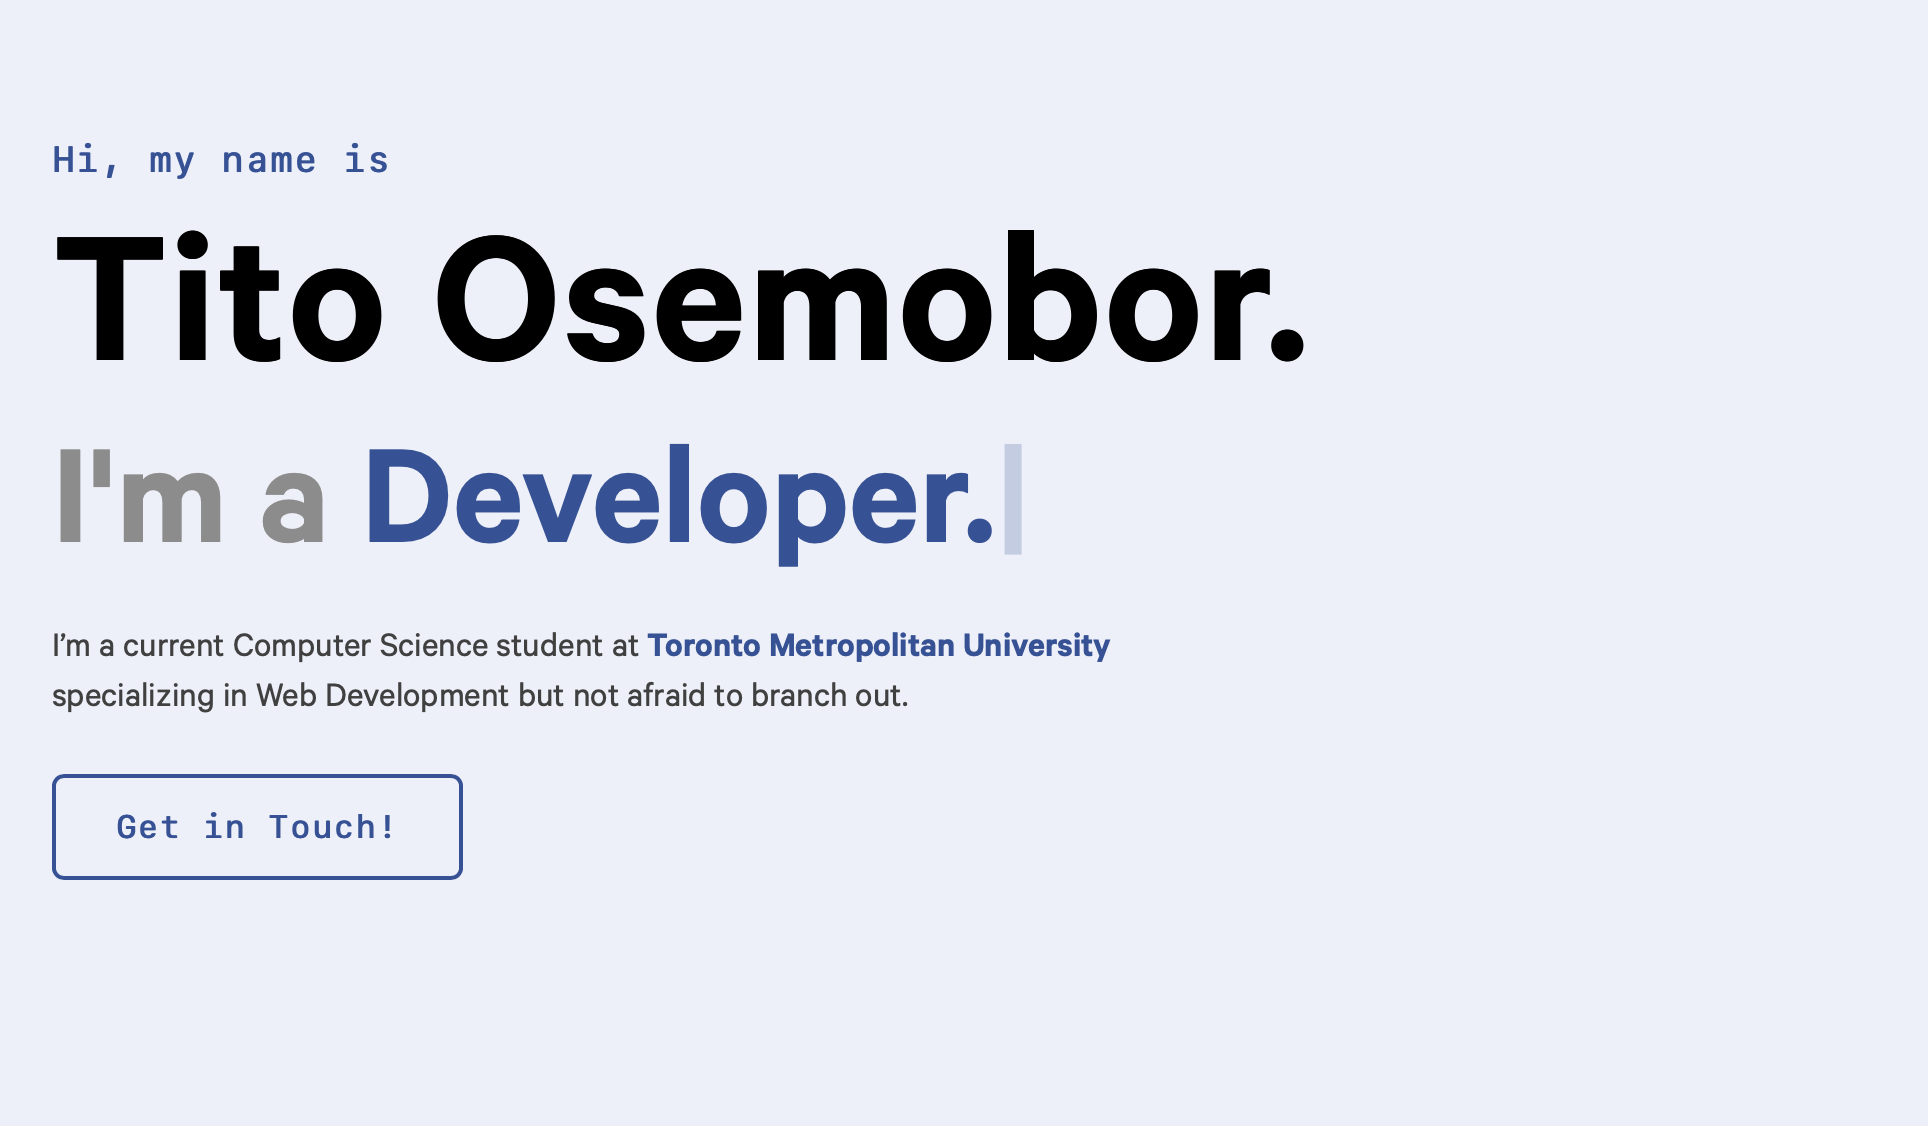 Hi, my name is
Tito Osemobor.
I'm a Developer.
I’m a current Computer Science student at Toronto Metropolitan University
specializing in Web Development but not afraid to branch out.
Get in Touch!